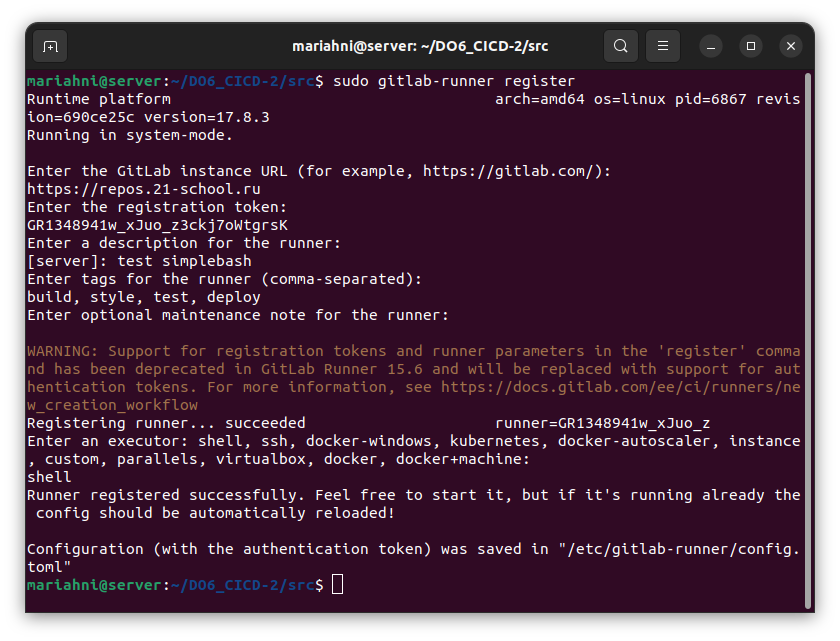 mariahni@server: ~/DO6_CICD-2/src
mariahni@server:~/DO6_CICD-2/src$ sudo gitlab-runner register
Runtime platform                                    arch=amd64 os=linux pid=6867 revis
ion=690ce25c version=17.8.3
Running in system-mode.

Enter the GitLab instance URL (for example, https://gitlab.com/):
https://repos.21-school.ru
Enter the registration token:
GR1348941w_xJuo_z3ckj7oWtgrsK
Enter a description for the runner:
[server]: test simplebash
Enter tags for the runner (comma-separated):
build, style, test, deploy
Enter optional maintenance note for the runner:

WARNING: Support for registration tokens and runner parameters in the 'register' comma
nd has been deprecated in GitLab Runner 15.6 and will be replaced with support for aut
hentication tokens. For more information, see https://docs.gitlab.com/ee/ci/runners/ne
w_creation_workflow
Registering runner... succeeded                     runner=GR1348941w_xJuo_z
Enter an executor: shell, ssh, docker-windows, kubernetes, docker-autoscaler, instance
, custom, parallels, virtualbox, docker, docker+machine:
shell
Runner registered successfully. Feel free to start it, but if it's running already the
 config should be automatically reloaded!

Configuration (with the authentication token) was saved in "/etc/gitlab-runner/config.
toml"
mariahni@server:~/DO6_CICD-2/src$